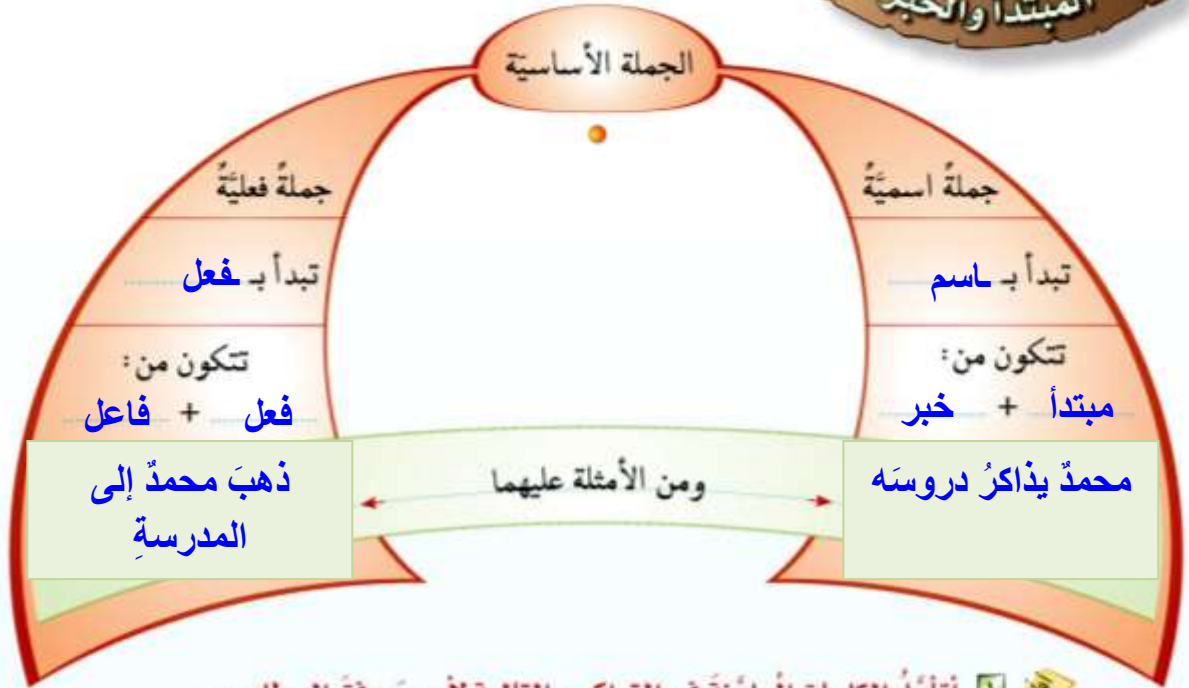 المبتدأ والخبر
الجملة الأساسيّة
جملةٌ اسميَّةٌ
تبدأ بـ اسم
تتكون من:
مبتدأ + خبر
محمدٌ يذاكرُ دروسَه
جملةٌ فعليَّةٌ
تبدأ بـ فعل
تتكون من:
فعل + فاعل
ذهبَ محمدٌ إلى
المدرسةِ
ومن الأمثلة عليهما